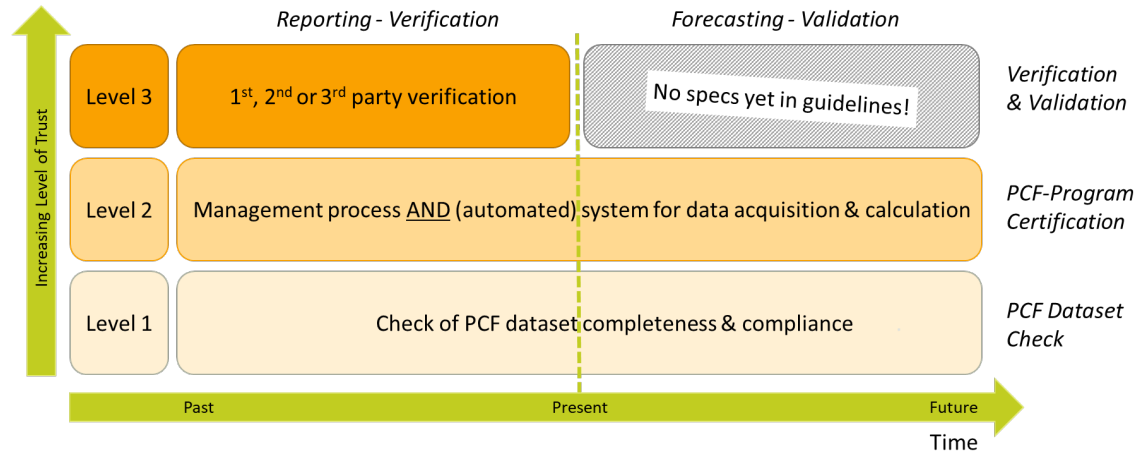 Reporting - Verification
Forecasting - Validation
Increasing Level of Trust
Level 3
1st, 2nd or 3rd party verification
No specs yet in guidelines!
Verification
& Validation
Level 2
Management process AND (automated) system for data acquisition & calculation
PCF-Program
Certification
Level 1
Check of PCF dataset completeness & compliance
PCF Dataset
Check
Past
Present
Future
Time